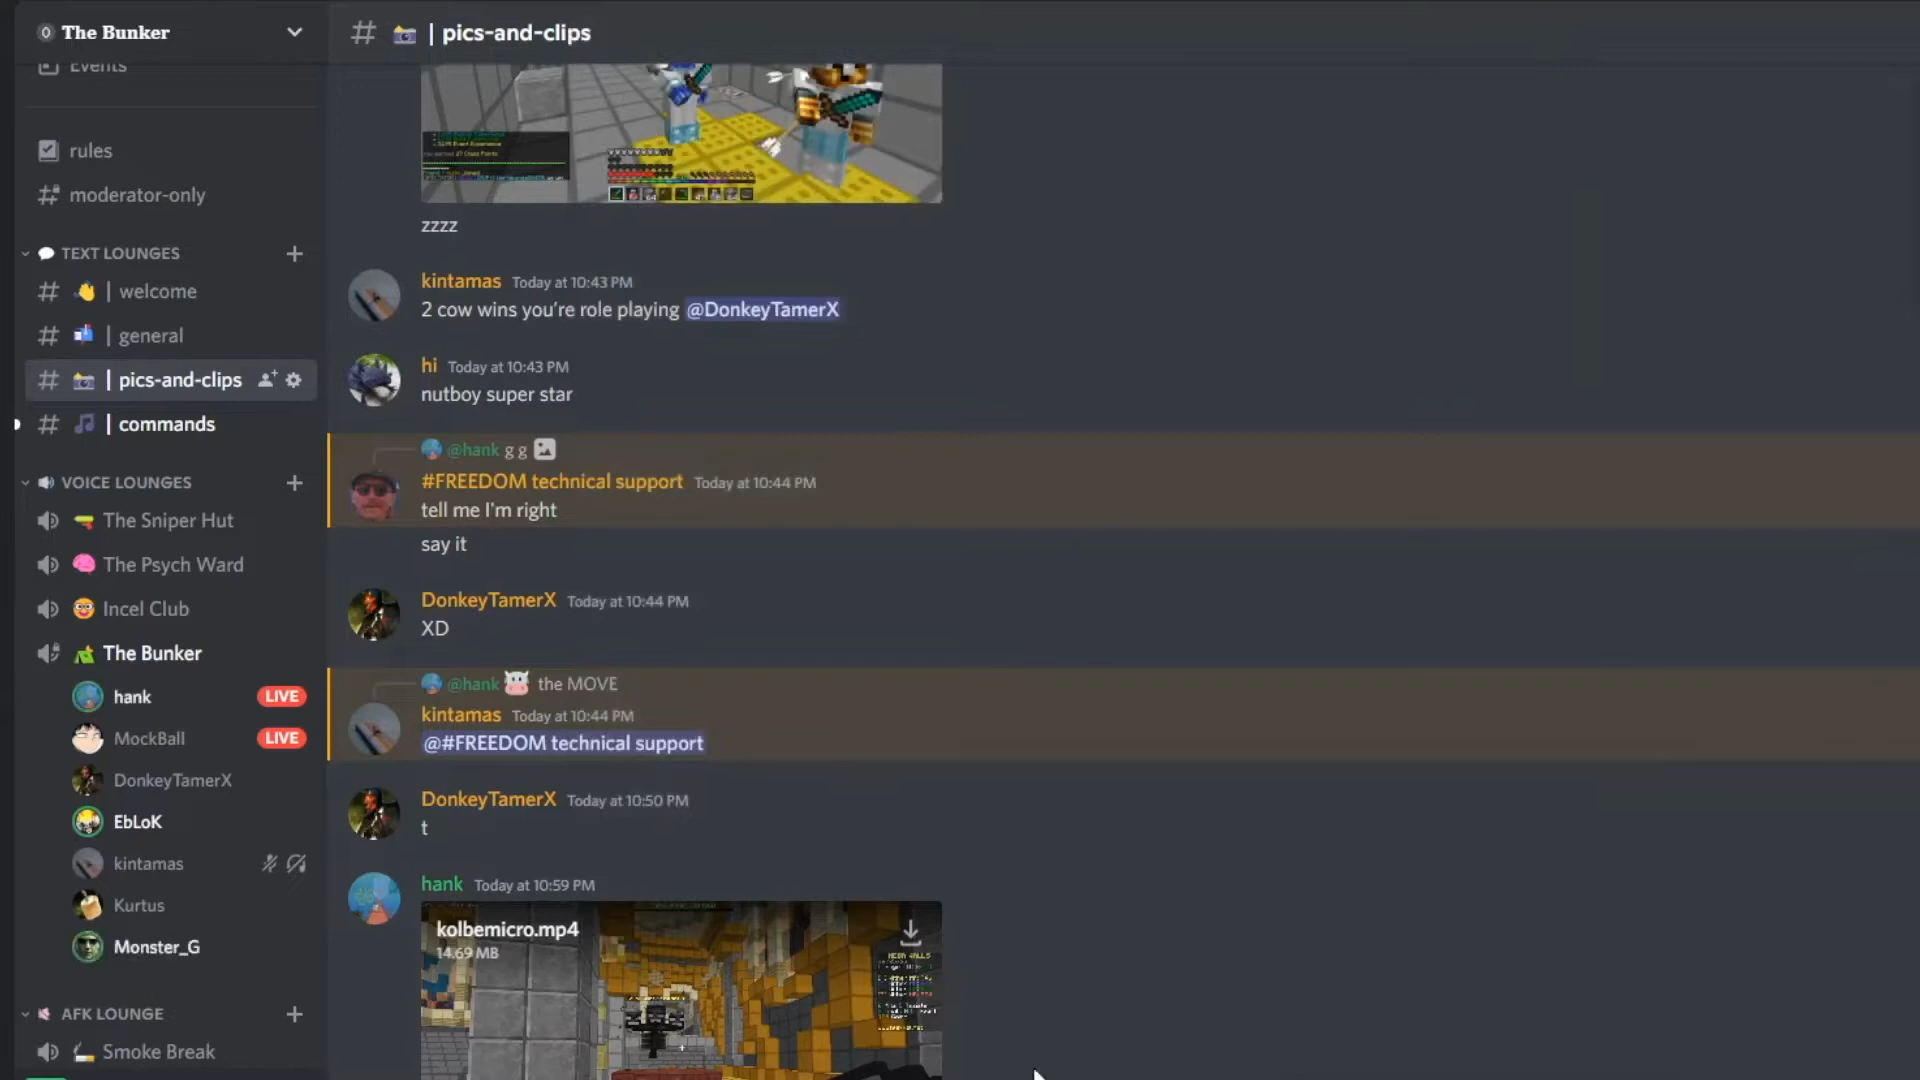 The Bunker
# | pics-and-clips
Events
rules
moderator-only
TEXT LOUNGES
| welcome
| general
| pics-and-clips
| commands
VOICE LOUNGES
The Sniper Hut
The Psych Ward
Incel Club
The Bunker
hank LIVE
MockBall LIVE
DonkeyTamerX
EbLoK
kintamas
Kurtus
Monster_G
AFK LOUNGE
Smoke Break
zzzz
kintamas Today at 10:43 PM
2 cow wins you're role playing @DonkeyTamerX
hi Today at 10:43 PM
nutboy super star
@hank g g
#FREEDOM technical support Today at 10:44 PM
tell me I'm right
say it
DonkeyTamerX Today at 10:44 PM
XD
@hank the MOVE
kintamas Today at 10:44 PM
@#FREEDOM technical support
DonkeyTamerX Today at 10:50 PM
t
hank Today at 10:59 PM
kolbemicro.mp4
14.69 MB
MEGA WALLS